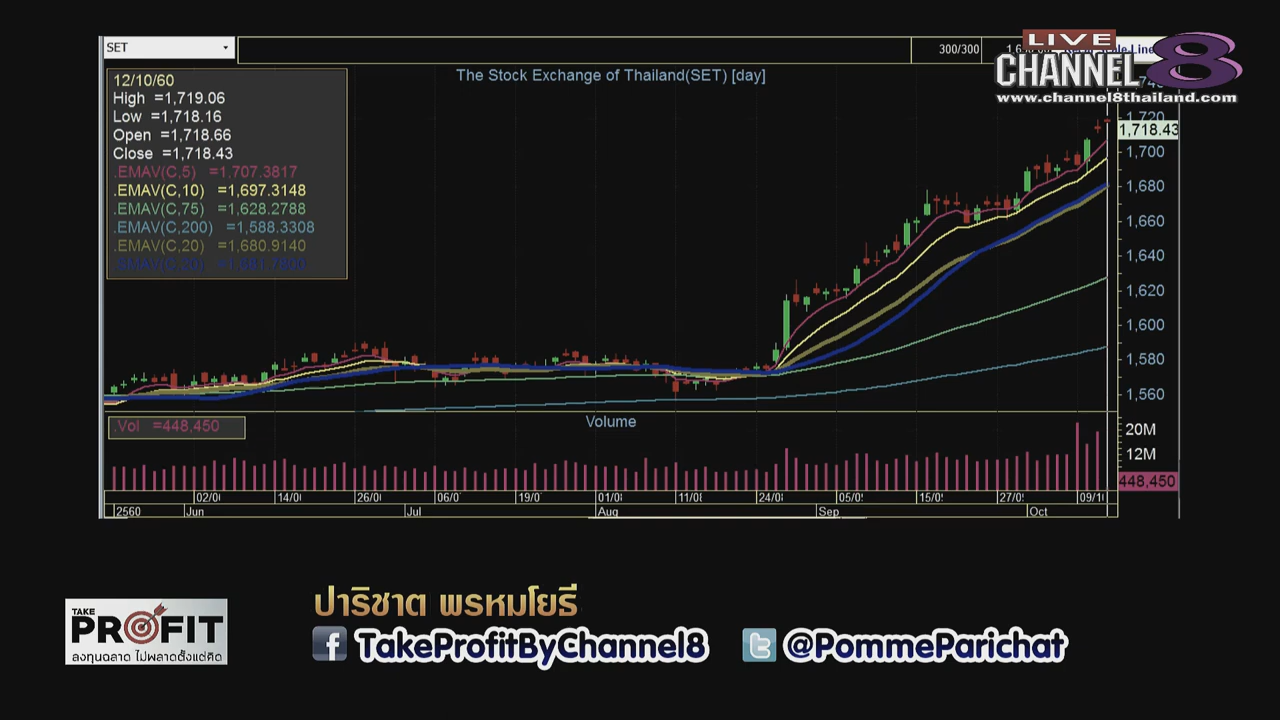 SET
300/300
LIVE
CHANNEL 8
www.channel8thailand.com
The Stock Exchange of Thailand(SET) [day]
12/10/60
High =1,719.06
Low =1,718.16
Open =1,718.66
Close =1,718.43
.EMAV(C,5) =1,707.3817
.EMAV(C,10) =1,697.3148
.EMAV(C,75) =1,628.2788
.EMAV(C,200) =1,588.3308
.EMAV(C,20) =1,680.9140
1,720
1,718.43
1,700
1,680
1,660
1,640
1,620
1,600
1,580
1,560
.Vol =448,450
Volume
20M
12M
448,450
02/0 14/0 26/0 06/0 19/0 01/0 11/0 24/0 05/0 15/0 27/0 09/10
2560 Jun Jul Aug Sep Oct
TAKE
PROFIT
ลงทุนฉลาด ไม่พลาดตั้งแต่คิด
ปาริชาต พรหมโยธี
f TakeProfitByChannel8
t @PommeParichat